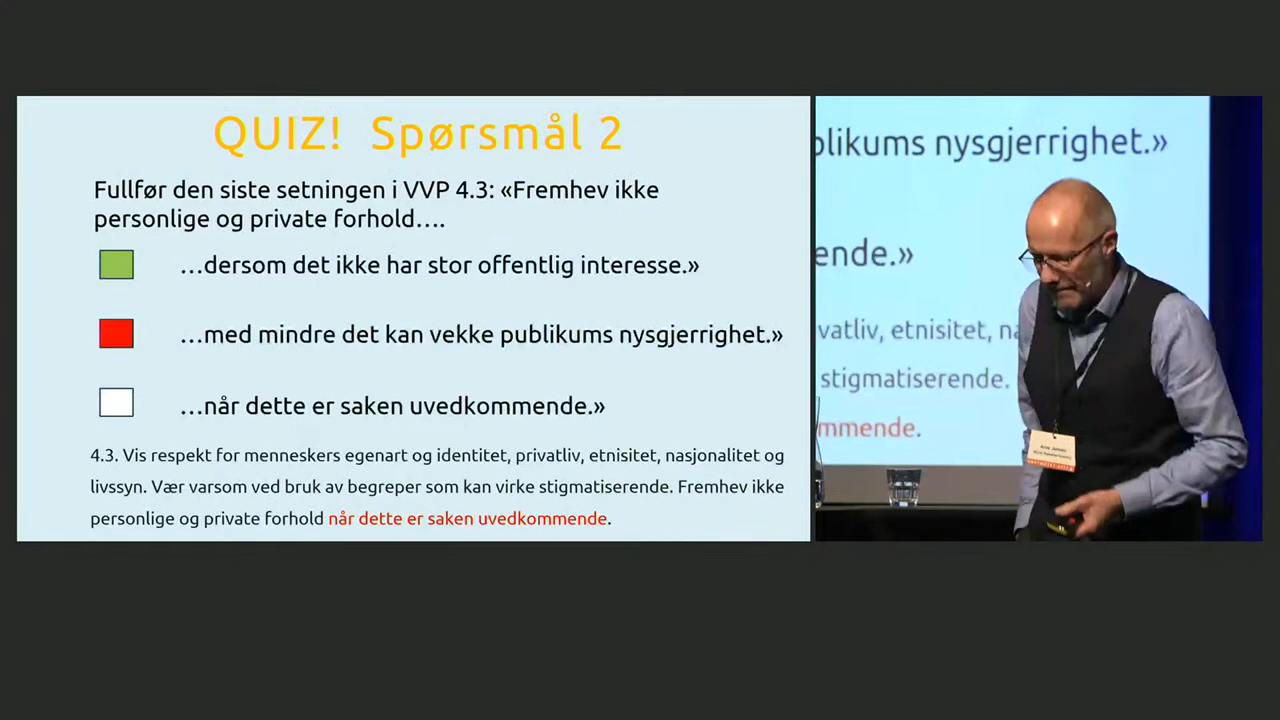 QUIZ! Spørsmål 2
Fullfør den siste setningen i VVP 4.3: «Fremhev ikke
personlige og private forhold….
…dersom det ikke har stor offentlig interesse.»
…med mindre det kan vekke publikums nysgjerrighet.»
…når dette er saken uvedkommende.»
4.3. Vis respekt for menneskers egenart og identitet, privatliv, etnisitet, nasjonalitet og
livssyn. Vær varsom ved bruk av begreper som kan virke stigmatiserende. Fremhev ikke
personlige og private forhold når dette er saken uvedkommende.
blikums nysgjerrighet.»
ende.»
vatliv, etnisitet, na
stigmatiserende.
mmende.
Arne Jensen